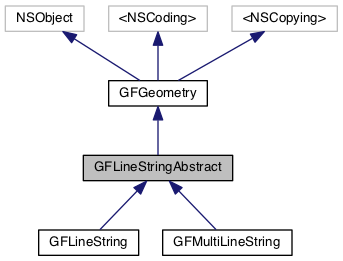 NSObject
<NSCoding>
<NSCopying>
GFGeometry
GFLineStringAbstract
GFLineString
GFMultiLineString